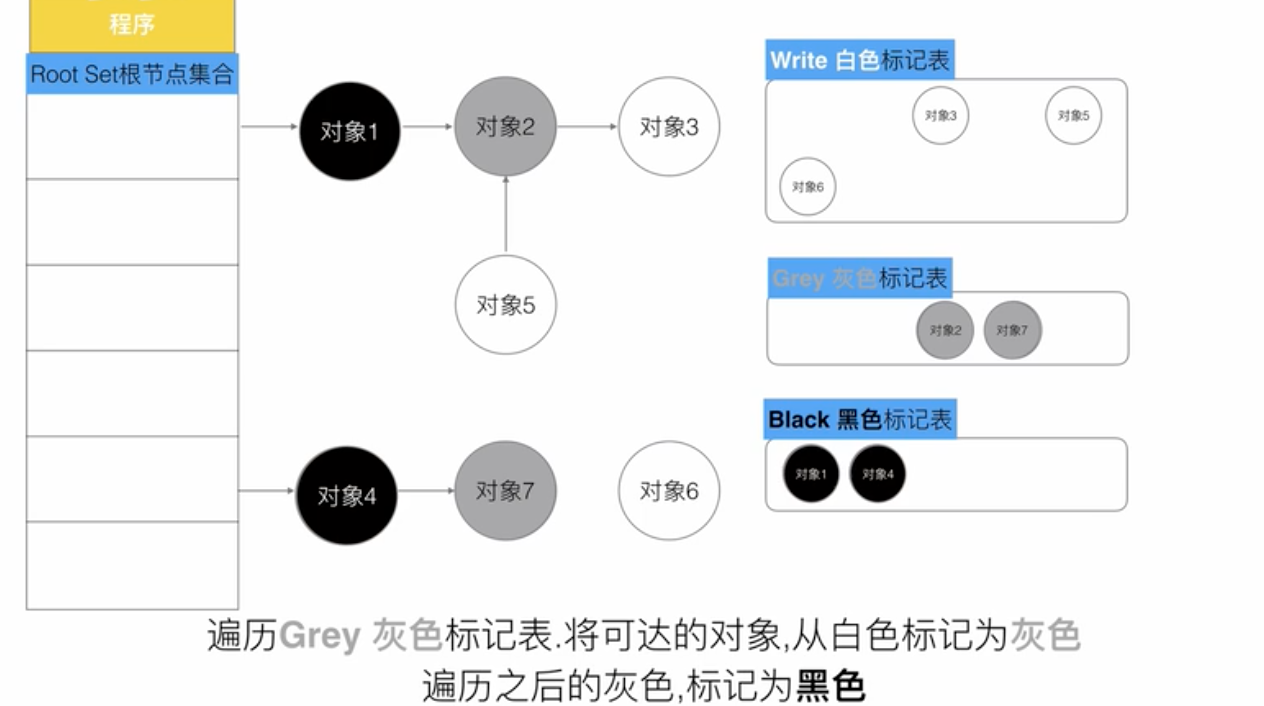 程序
Root Set根节点集合
对象1
对象2
对象3
对象5
对象4
对象7
对象6
Write 白色标记表
对象3
对象5
对象6
Grey 灰色标记表
对象2
对象7
Black 黑色标记表
对象1
对象4
遍历Grey 灰色标记表.将可达的对象,从白色标记为灰色
遍历之后的灰色,标记为黑色